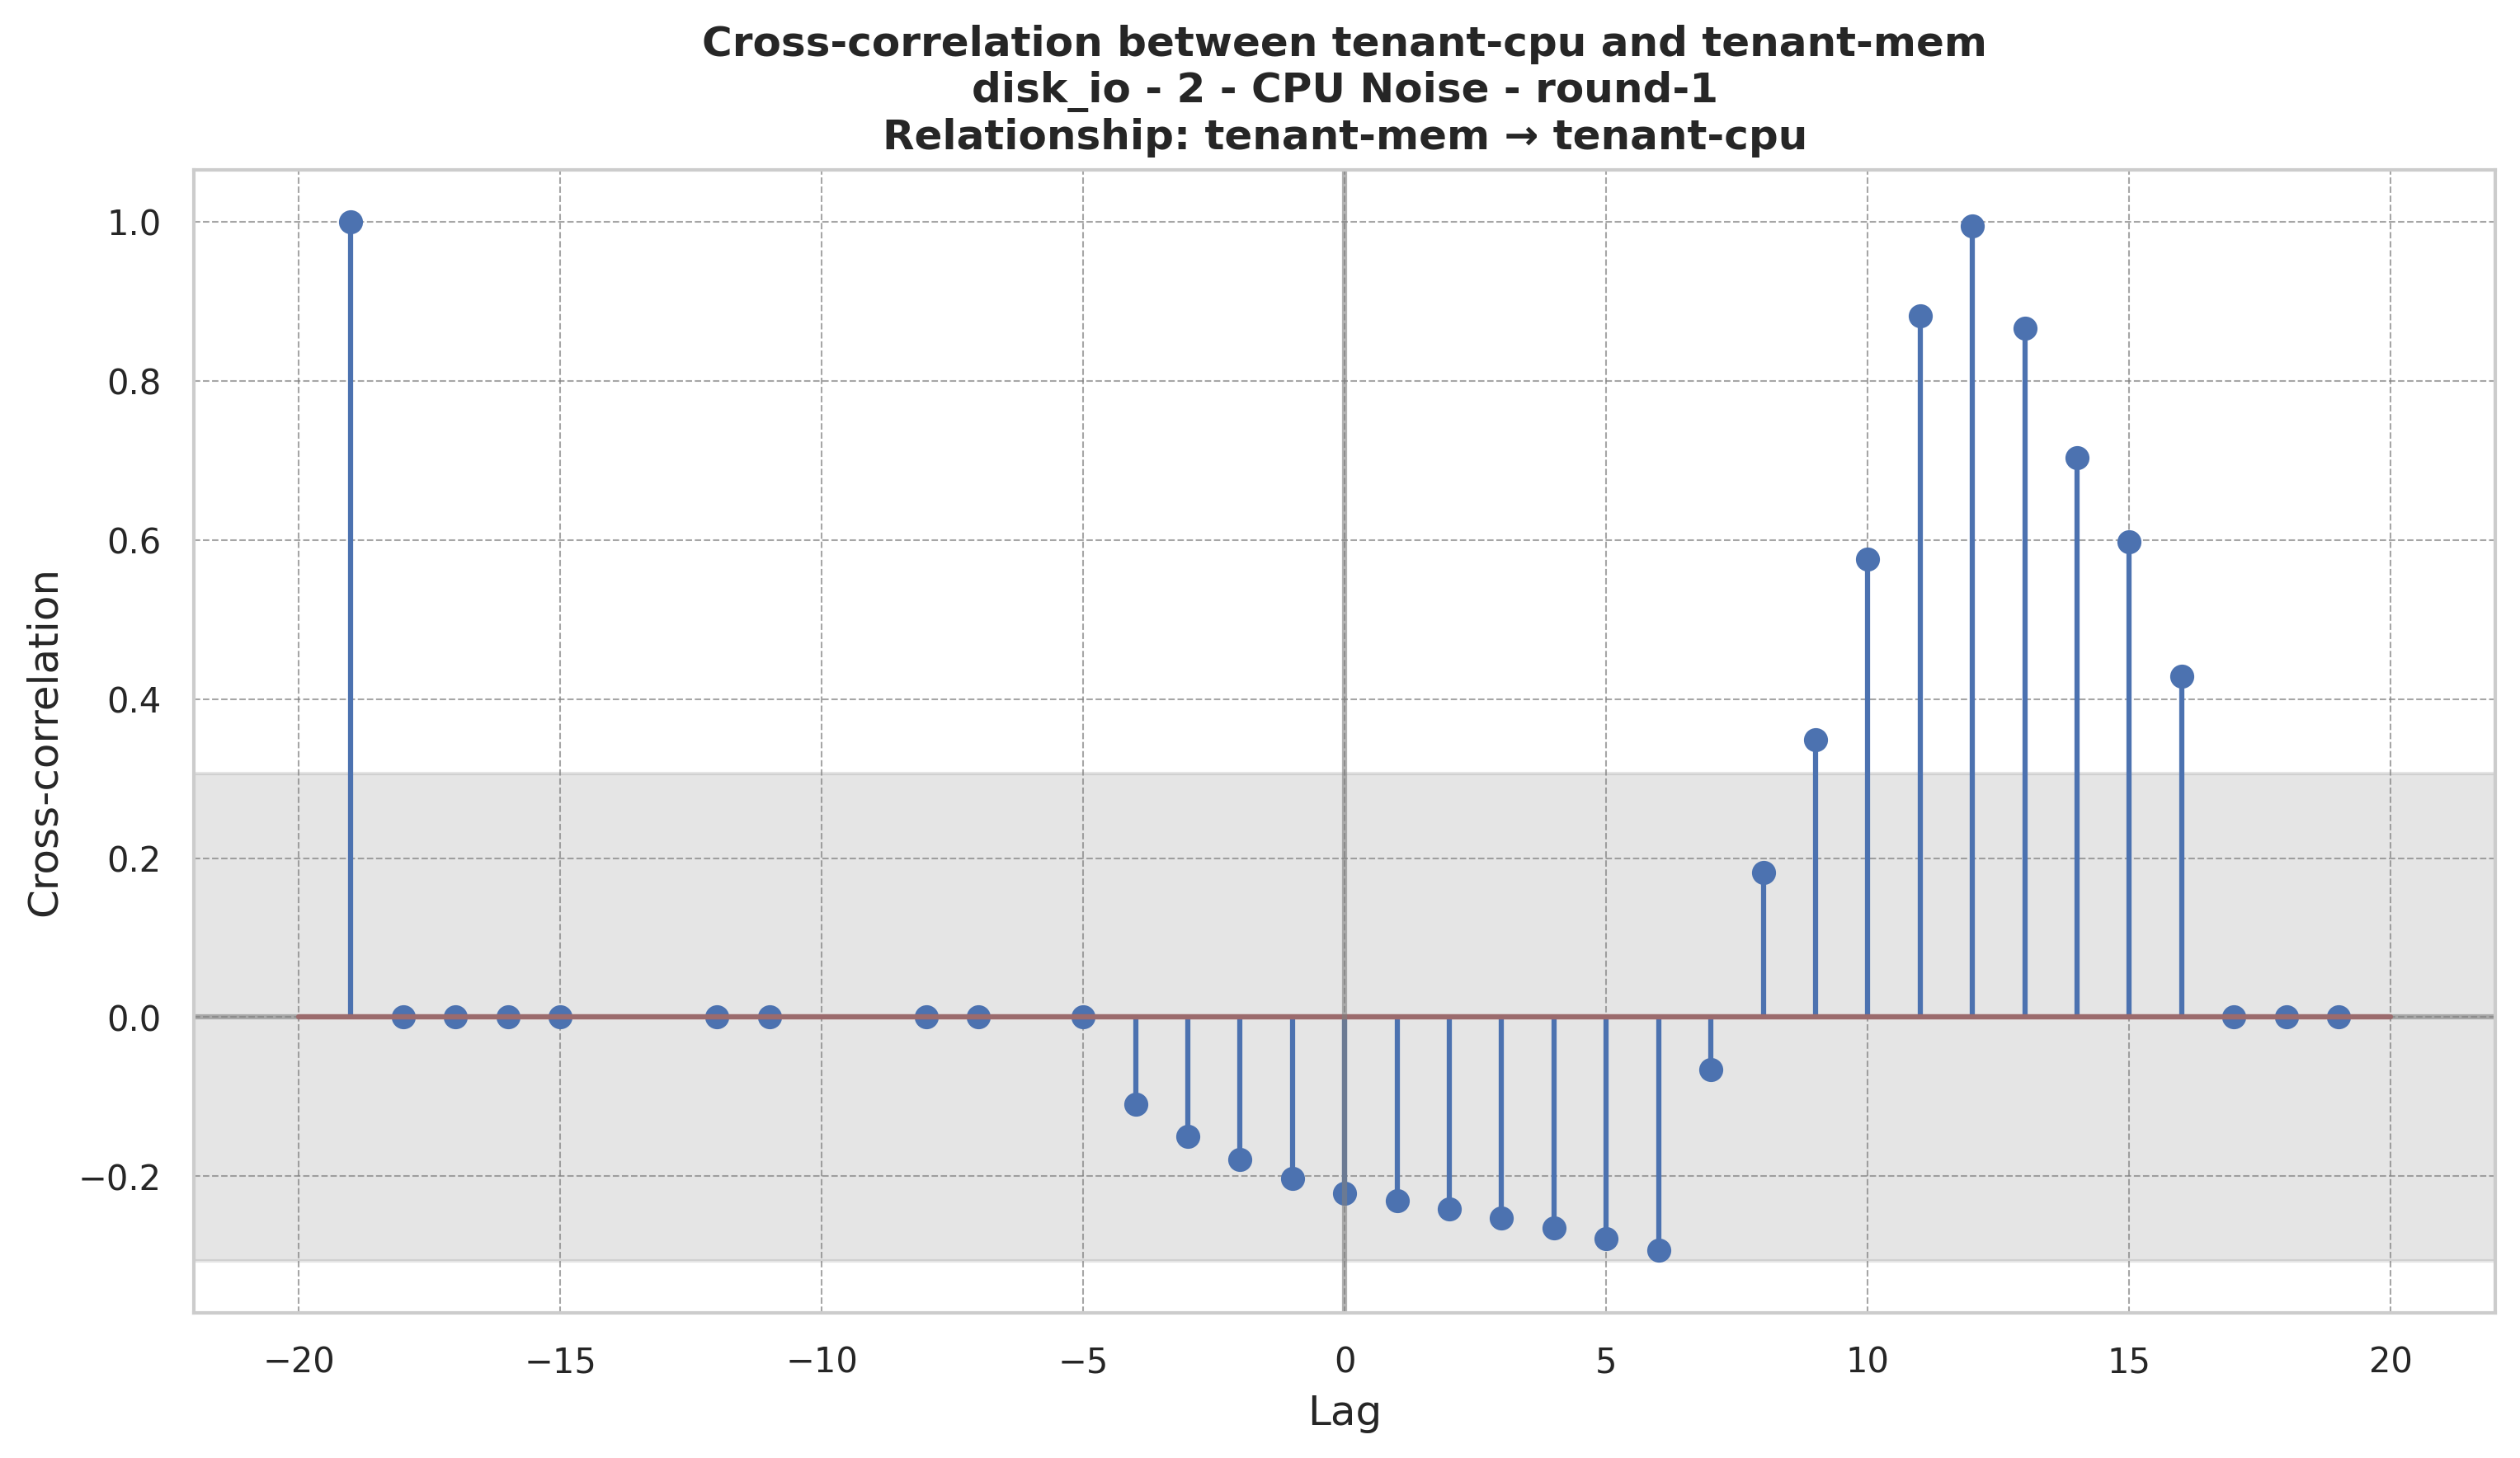 Cross-correlation between tenant-cpu and tenant-mem
disk_io - 2 - CPU Noise - round-1
Relationship: tenant-mem → tenant-cpu
Cross-correlation
1.0
0.8
0.6
0.4
0.2
0.0
−0.2
−20 −15 −10 −5 0 5 10 15 20
Lag